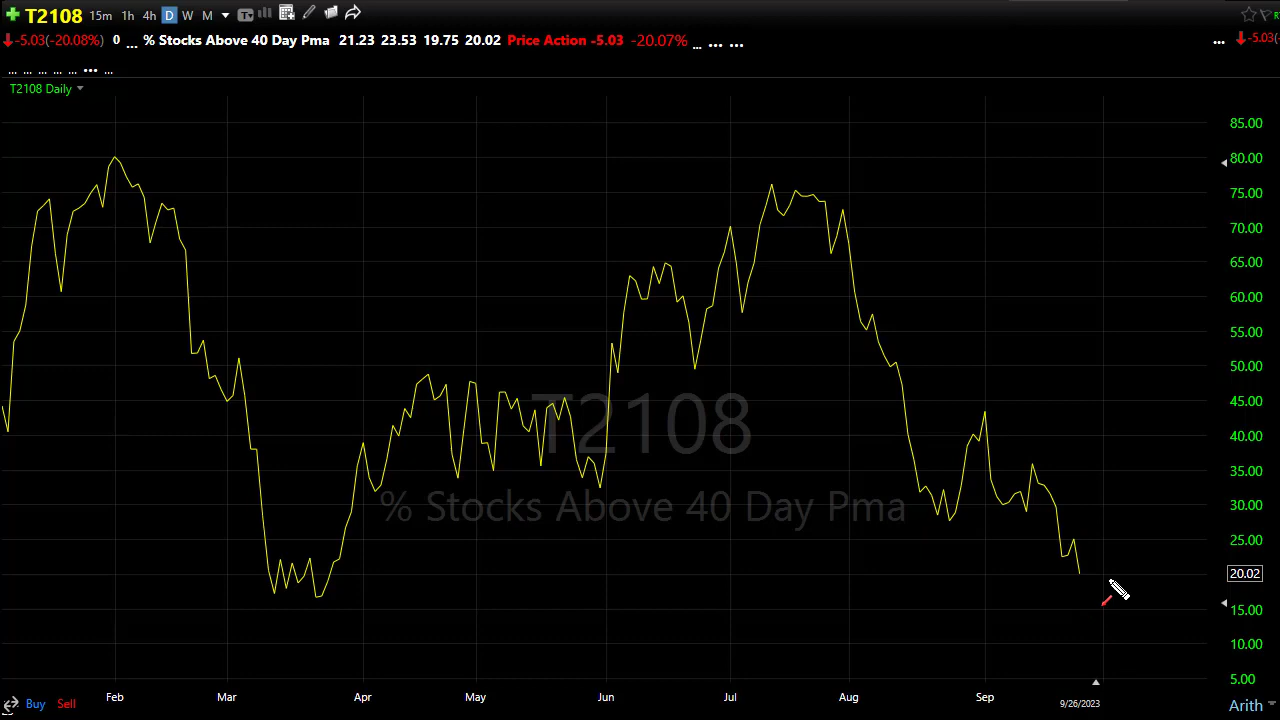 T2108 15m 1h 4h D W M
-5.03(-20.08%) 0 ... % Stocks Above 40 Day Pma 21.23 23.53 19.75 20.02 Price Action -5.03 -20.07% ... ... ... ... -5.03(
... ... ... ... ... ... ...
T2108 Daily
85.00
80.00
75.00
70.00
65.00
60.00
55.00
50.00
45.00
40.00
35.00
30.00
25.00
20.02
15.00
10.00
5.00
T2108
% Stocks Above 40 Day Pma
Feb Mar Apr May Jun Jul Aug Sep 9/26/2023
Buy Sell Arith